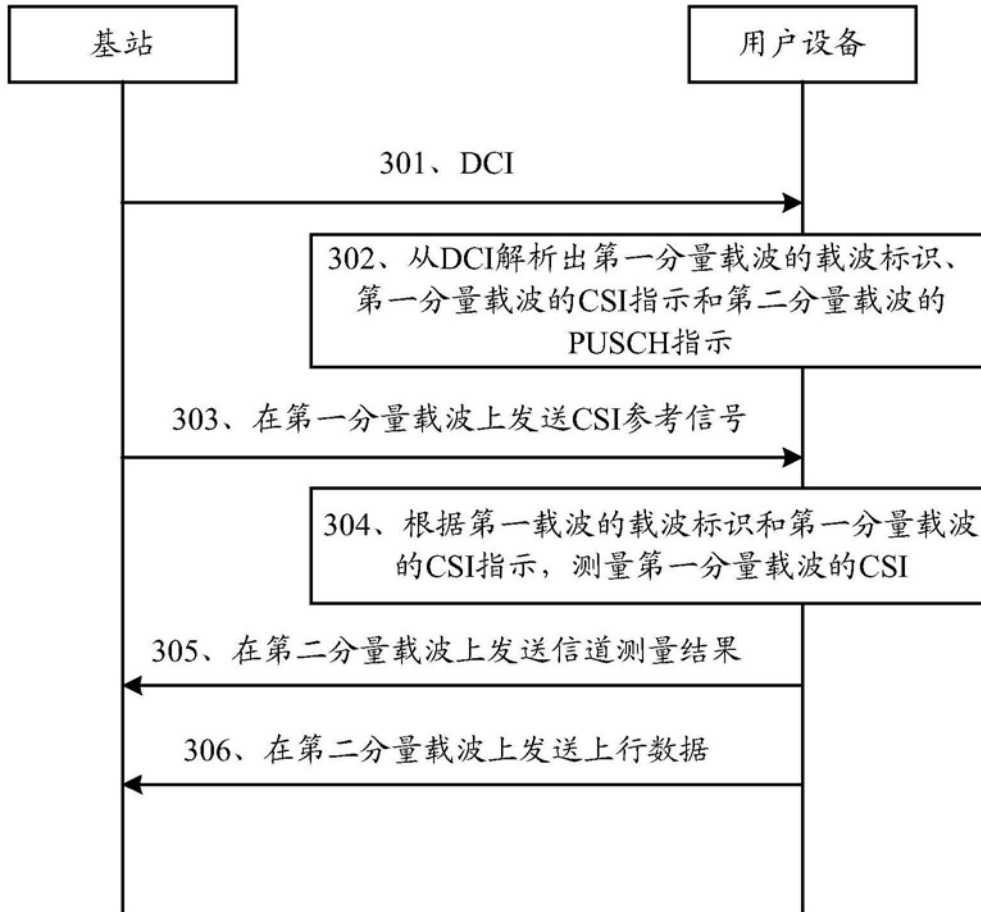 基站
用户设备
301、DCI
302、从DCI解析出第一分量载波的载波标识、
第一分量载波的CSI指示和第二分量载波的
PUSCH指示
303、在第一分量载波上发送CSI参考信号
304、根据第一载波的载波标识和第一分量载波
的CSI指示，测量第一分量载波的CSI
305、在第二分量载波上发送信道测量结果
306、在第二分量载波上发送上行数据